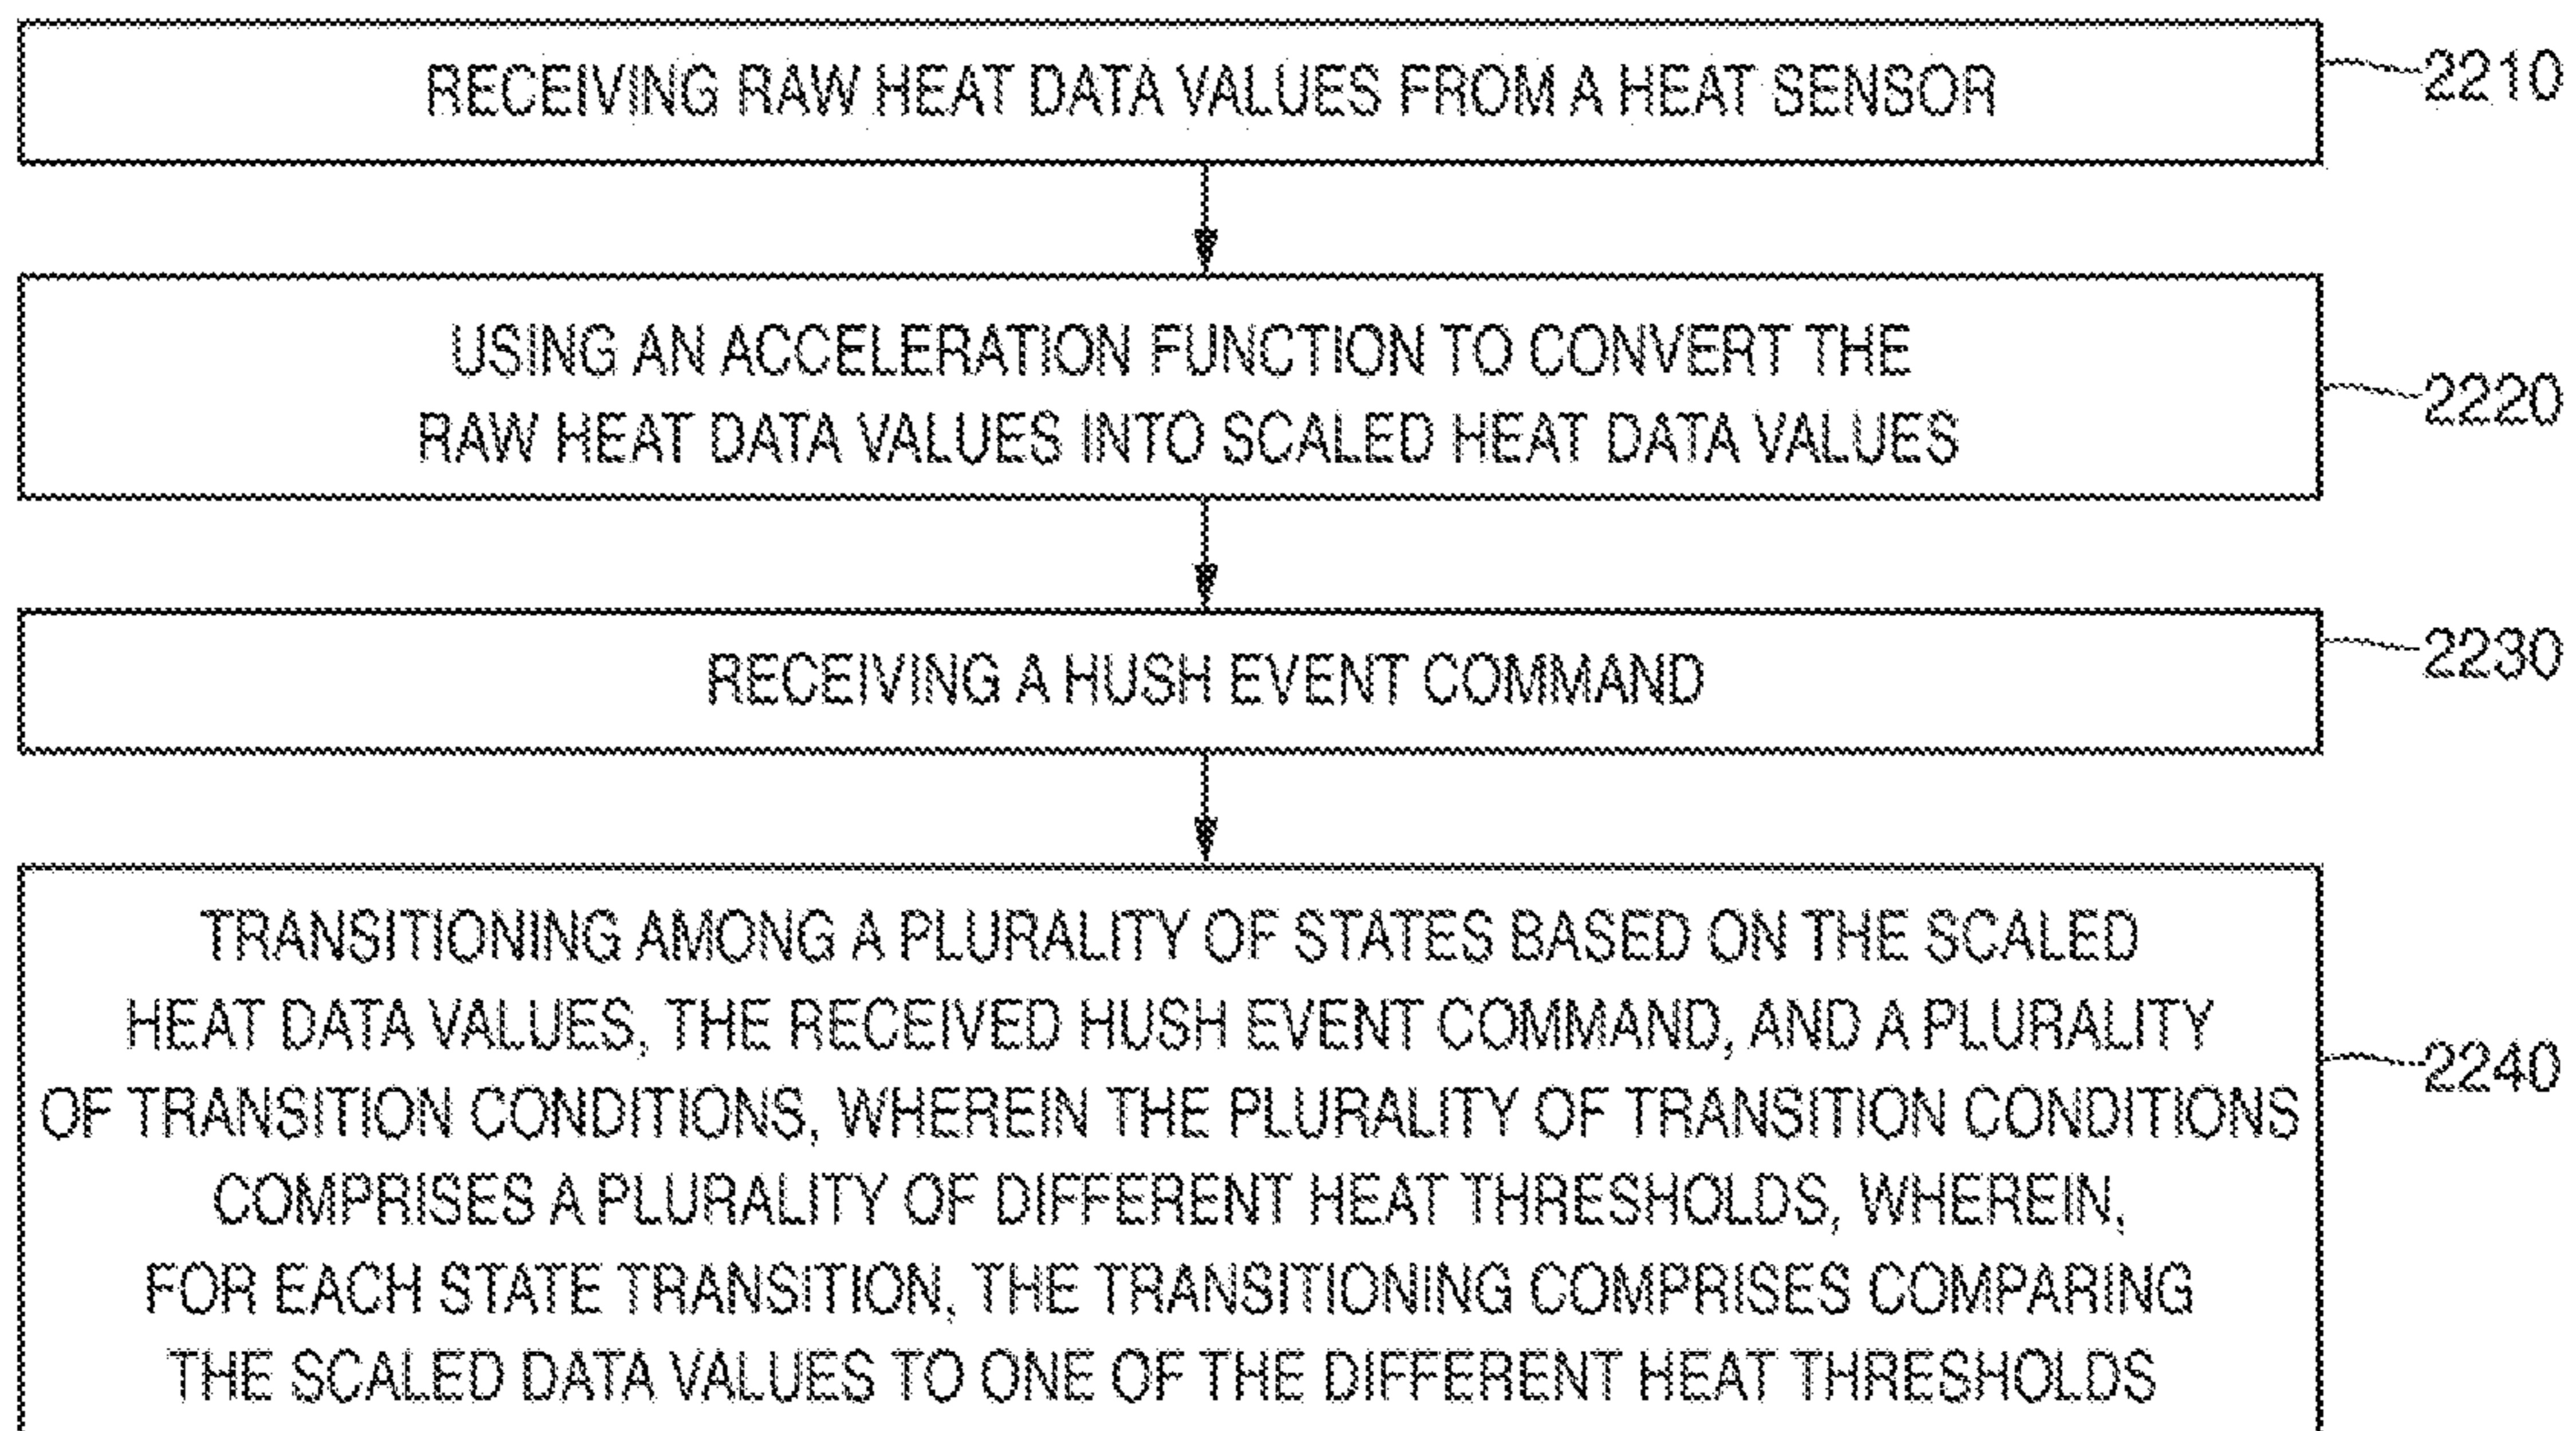 RECEIVING RAW HEAT DATA VALUES FROM A HEAT SENSOR
2210
USING AN ACCELERATION FUNCTION TO CONVERT THE
RAW HEAT DATA VALUES INTO SCALED HEAT DATA VALUES
2220
RECEIVING A HUSH EVENT COMMAND
2230
TRANSITIONING AMONG A PLURALITY OF STATES BASED ON THE SCALED
HEAT DATA VALUES, THE RECEIVED HUSH EVENT COMMAND, AND A PLURALITY
OF TRANSITION CONDITIONS, WHEREIN THE PLURALITY OF TRANSITION CONDITIONS
COMPRISES A PLURALITY OF DIFFERENT HEAT THRESHOLDS, WHEREIN,
FOR EACH STATE TRANSITION, THE TRANSITIONING COMPRISES COMPARING
THE SCALED DATA VALUES TO ONE OF THE DIFFERENT HEAT THRESHOLDS
2240